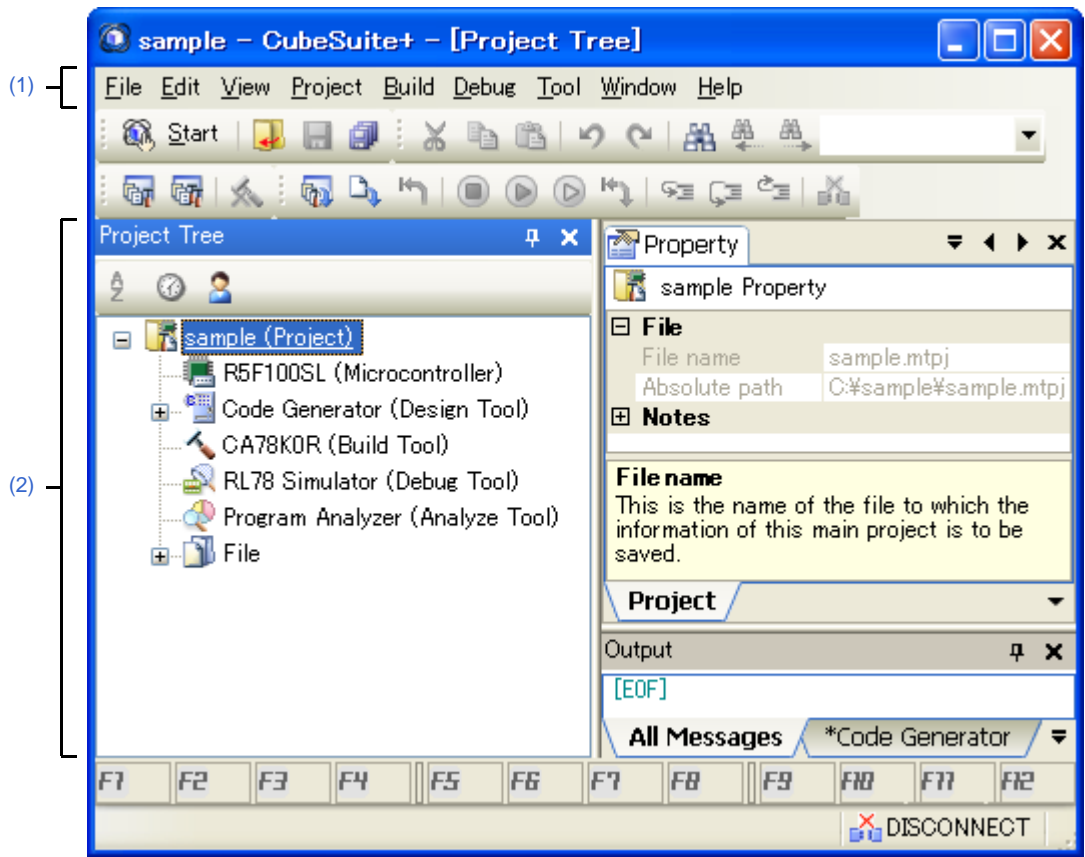 sample - CubeSuite+ - [Project Tree]
(1)
File Edit View Project Build Debug Tool Window Help
Start
Project Tree
Property
A
Z
sample Property
(2)
sample (Project)
R5F100SL (Microcontroller)
Code Generator (Design Tool)
CA78K0R (Build Tool)
RL78 Simulator (Debug Tool)
Program Analyzer (Analyze Tool)
File
File
File name sample.mtpj
Absolute path C:¥sample¥sample.mtpj
Notes
File name
This is the name of the file to which the
information of this main project is to be
saved.
Project
Output
[EOF]
All Messages *Code Generator
F1 F2 F3 F4 F5 F6 F7 F8 F9 F10 F11 F12
DISCONNECT